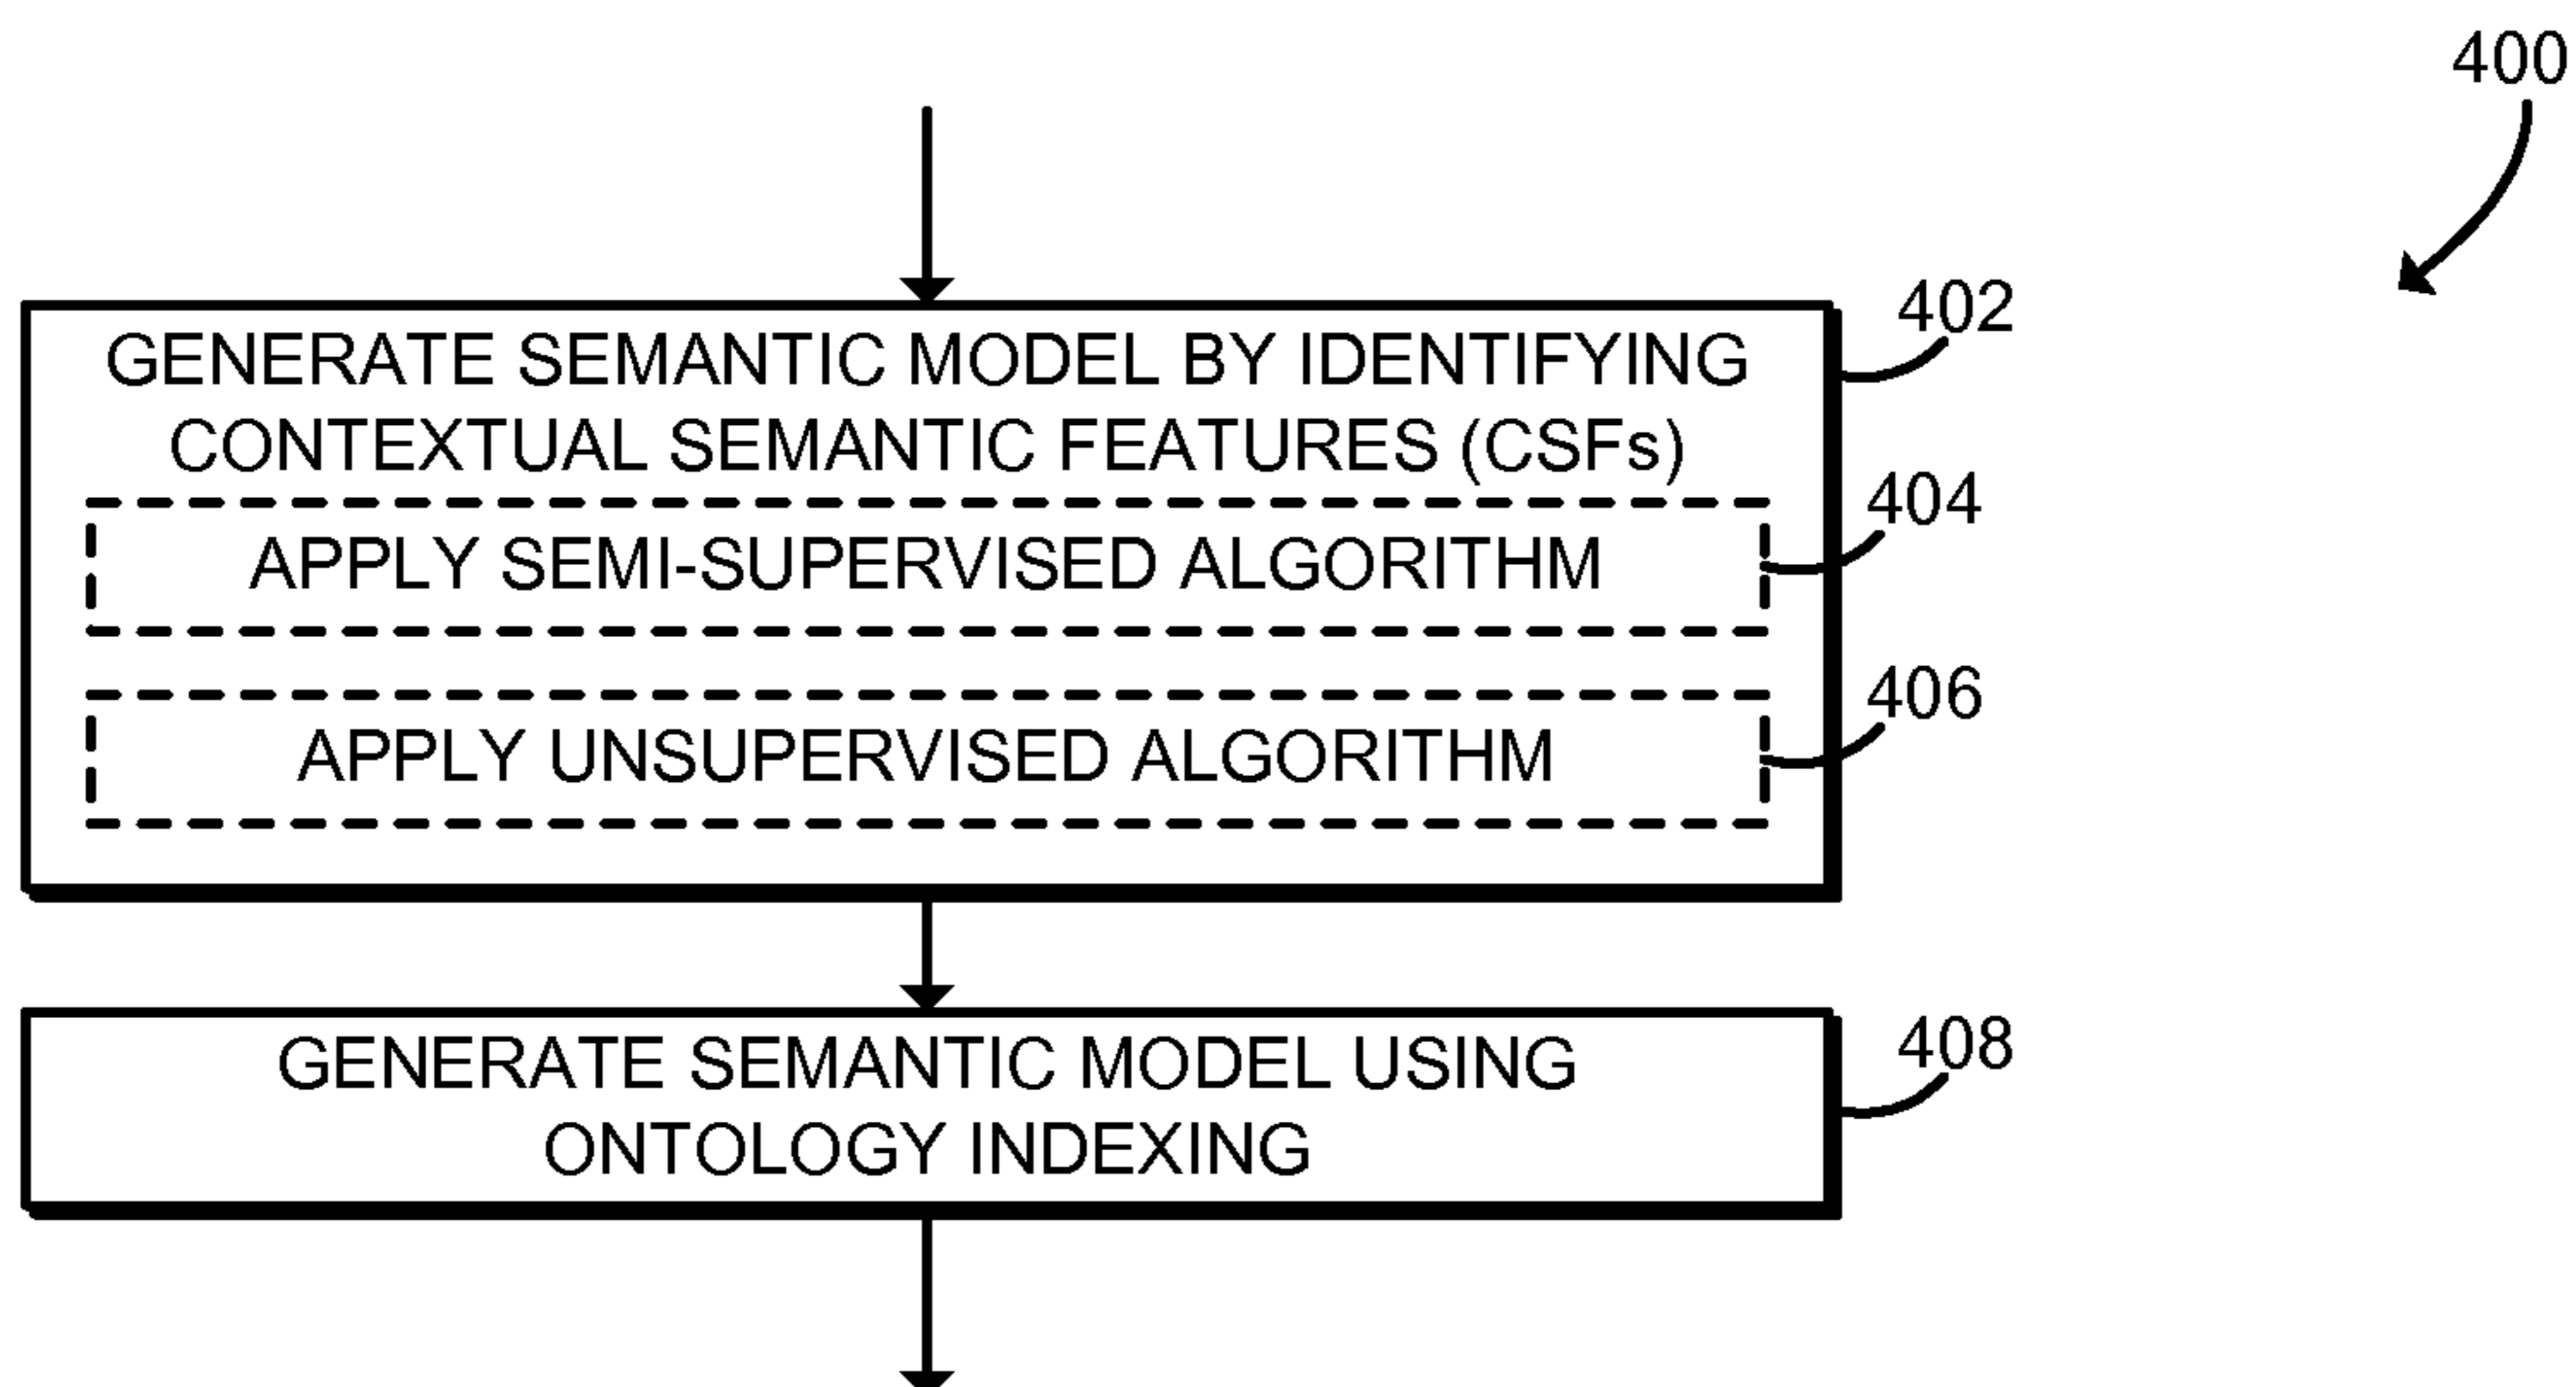 400
402
GENERATE SEMANTIC MODEL BY IDENTIFYING
CONTEXTUAL SEMANTIC FEATURES (CSFs)
404
APPLY SEMI-SUPERVISED ALGORITHM
406
APPLY UNSUPERVISED ALGORITHM
408
GENERATE SEMANTIC MODEL USING
ONTOLOGY INDEXING